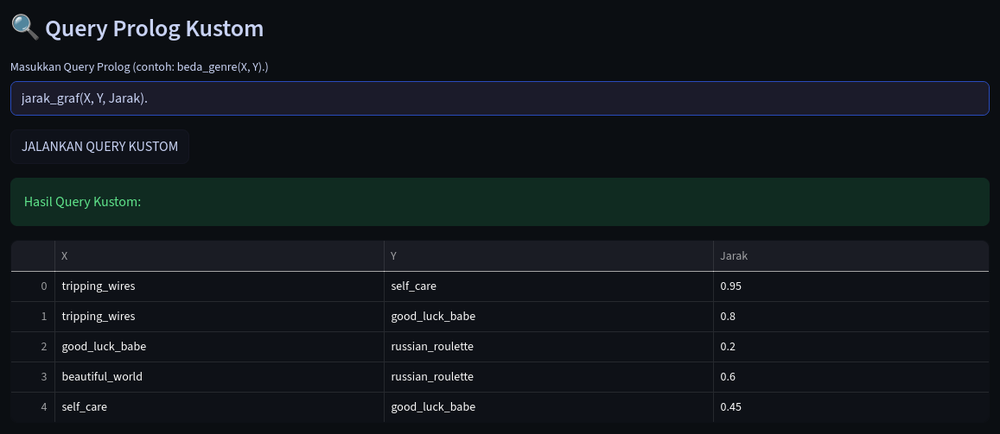 🔍 Query Prolog Kustom
Masukkan Query Prolog (contoh: beda_genre(X, Y).)
jarak_graf(X, Y, Jarak).
JALANKAN QUERY KUSTOM
Hasil Query Kustom:
X Y Jarak
0 tripping_wires self_care 0.95
1 tripping_wires good_luck_babe 0.8
2 good_luck_babe russian_roulette 0.2
3 beautiful_world russian_roulette 0.6
4 self_care good_luck_babe 0.45